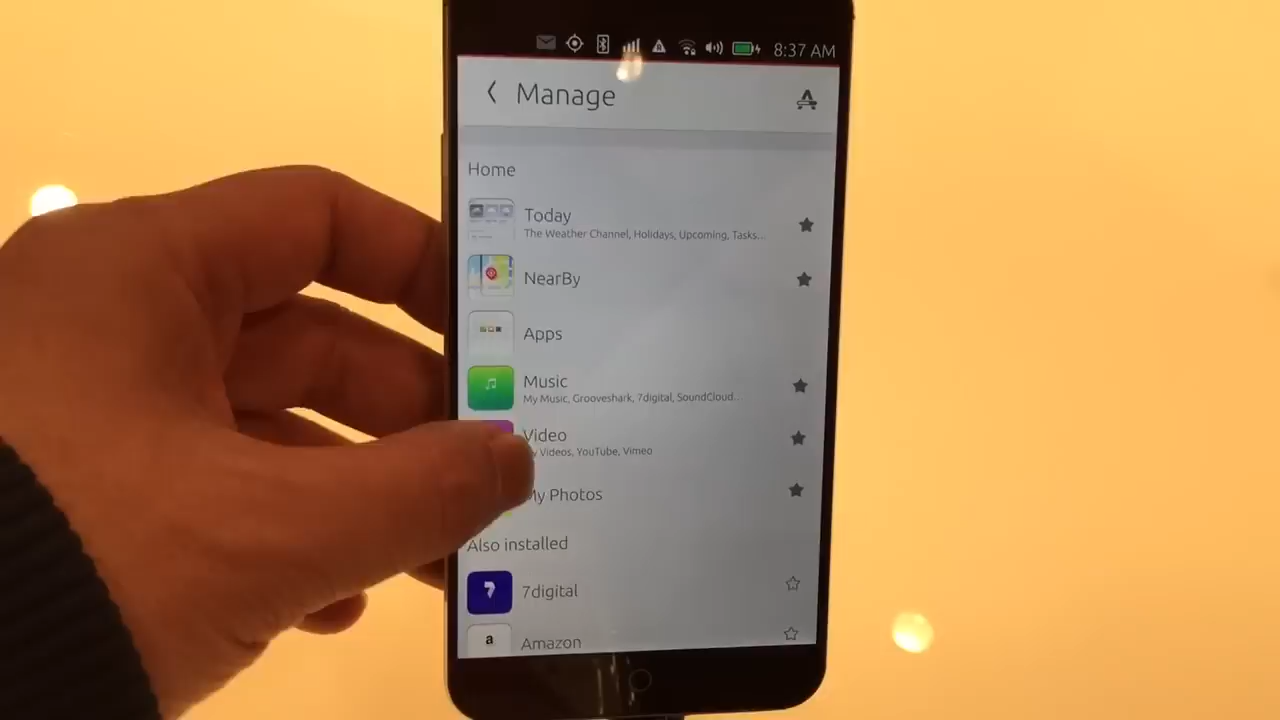 8:37 AM
Manage
Home
Today
The Weather Channel, Holidays, Upcoming, Tasks...
NearBy
Apps
Music
My Music, Grooveshark, 7digital, SoundCloud...
Video
Videos, YouTube, Vimeo
My Photos
Also installed
7digital
a
Amazon